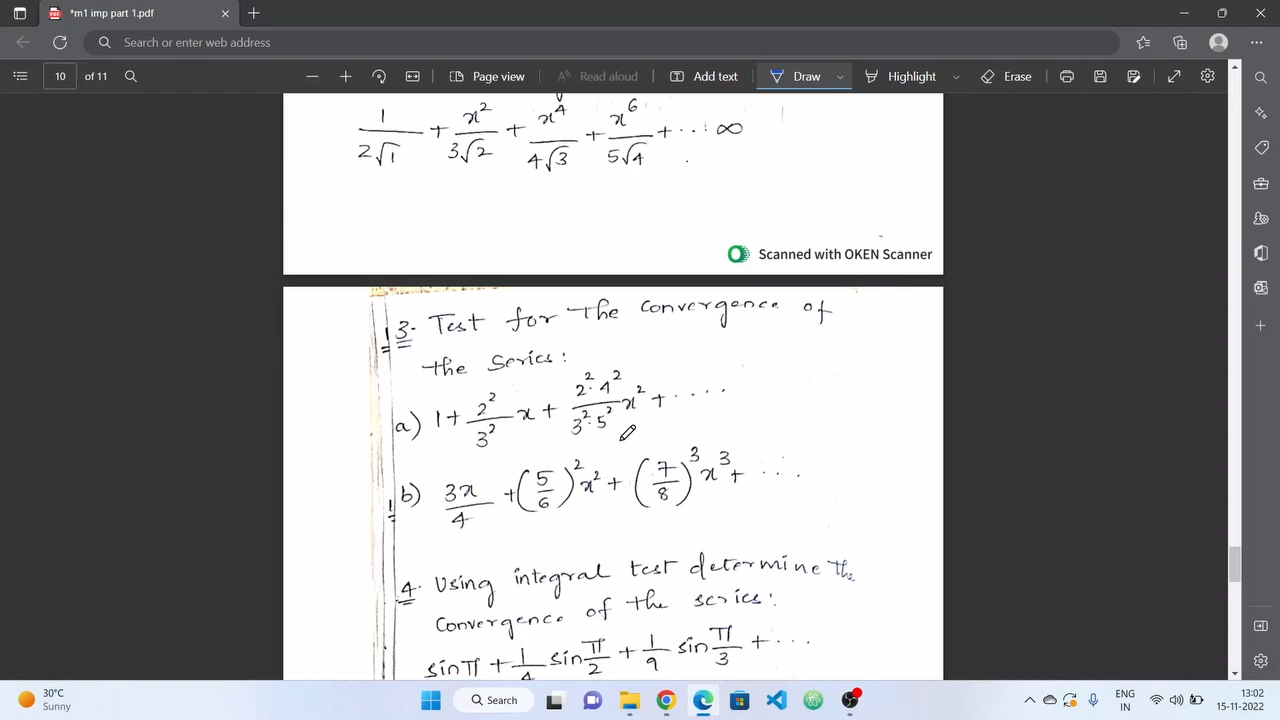 *m1 imp part 1.pdf
Search or enter web address
10 of 11
Page view
Read aloud
Add text
Draw
Highlight
Erase
1/2√1 + x²/3√2 + x⁴/4√3 + x⁶/5√4 + ... ∞
Scanned with OKEN Scanner
3. Test for the convergence of
the series:
a) 1 + 2²/3² x + 2²·4²/3²·5² x² + ....
b) 3x/4 + (5/6)² x² + (7/8)³ x³ + ....
4. Using integral test determine the
convergence of the series:
sinπ + 1/4 sin π/2 + 1/9 sin π/3 + ...
30°C
Sunny
Search
ENG
IN
13:02
15-11-2022